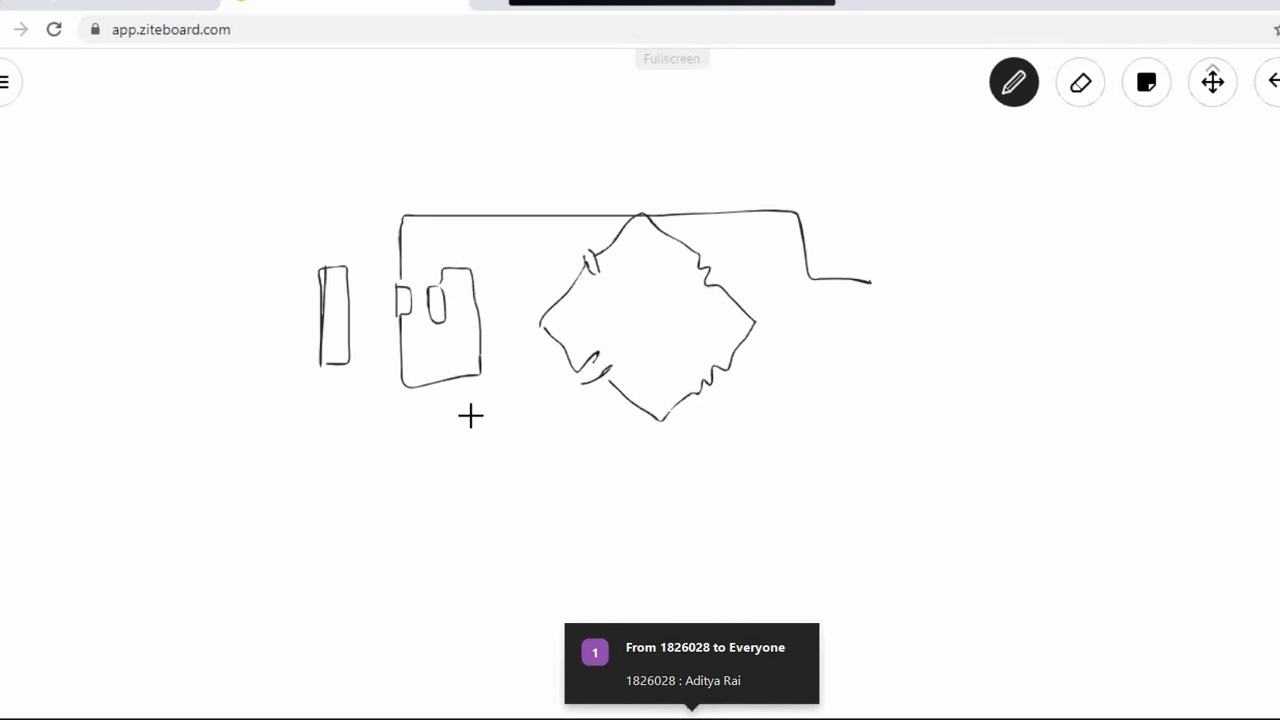 app.ziteboard.com
Fullscreen
1
From 1826028 to Everyone
1826028 : Aditya Rai